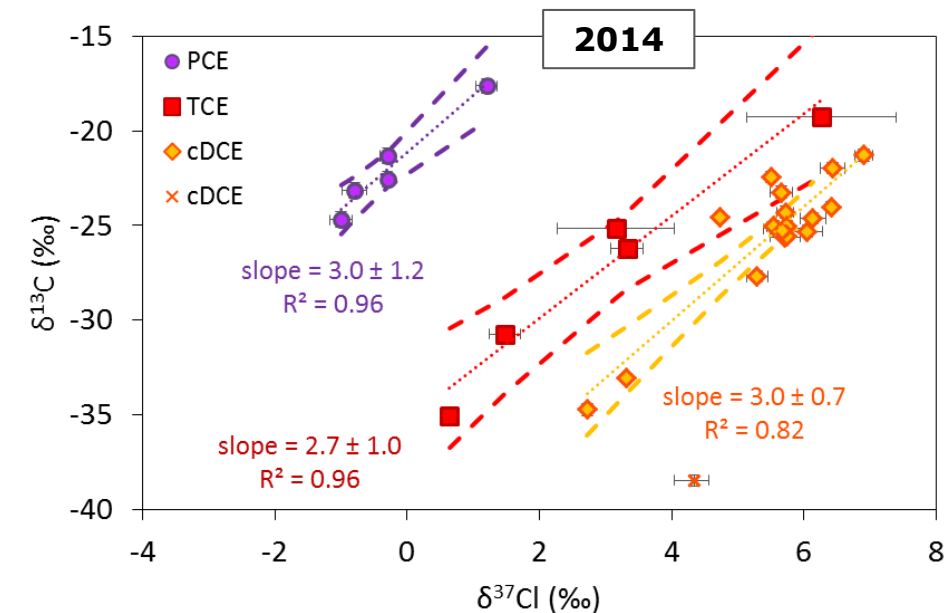 2014
-15
-20
-25
-30
-35
-40
δ¹³C (‰)
PCE
TCE
cDCE
cDCE
slope = 3.0 ± 1.2
R² = 0.96
slope = 3.0 ± 0.7
R² = 0.82
slope = 2.7 ± 1.0
R² = 0.96
-4 -2 0 2 4 6 8
δ³⁷Cl (‰)